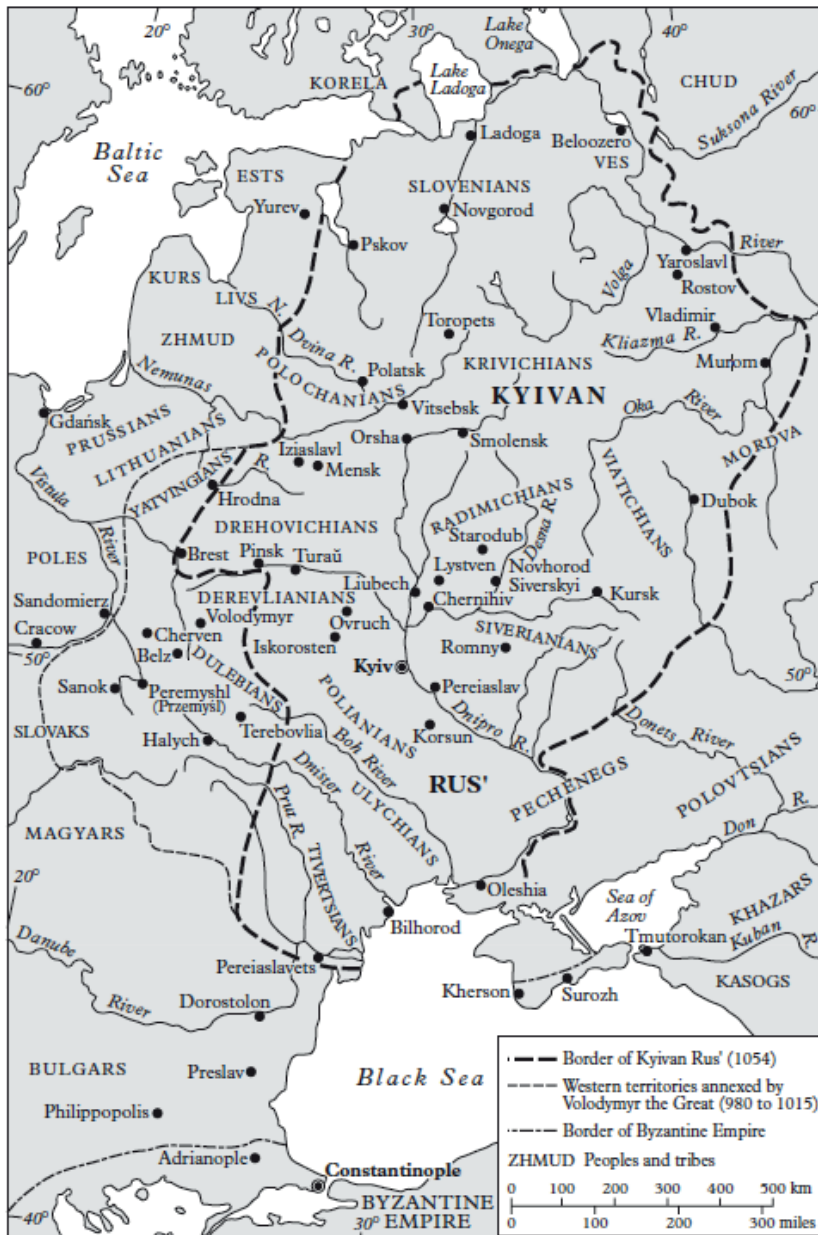 20°
30°
40°
Lake
Onega
Lake
Ladoga
KORELA
CHUD
60°
Suksona River
60°
Baltic
Sea
Ladoga
Beloozero
VES
ESTS
SLOVENIANS
Yurev
Novgorod
Pskov
River
Yaroslavl
Rostov
KURS
LIVS
Volga
ZHMUD
N.
Dvina R.
Toropets
Vladimir
Kliazma R.
Nemunas
POLOCHANIANS
Polatsk
KRIVICHIANS
Murom
KYIVAN
Gdańsk
PRUSSIANS
Vitsebsk
Oka
River
LITHUANIANS
Orsha
Smolensk
MORDVA
Iziaslavl
Mensk
VIATICHIANS
Vistula
YATVINGIANS
R.
Hrodna
RADIMICHIANS
Dubok
DREHOVICHIANS
Starodub
Desna R.
River
Brest
Pinsk
Turaŭ
POLES
Lystven
Novhorod
Siverskyi
Liubech
Kursk
DEREVLIANIANS
Chernihiv
Sandomierz
Volodymyr
Ovruch
Cracow
Cherven
Iskorosten
SIVERIANIANS
50°
Belz
Romny
Kyiv
50°
Sanok
Peremyshl
(Przemyśl)
DULEBIANS
Pereiaslav
SLOVAKS
Terebovlia
POLIANIANS
Korsun
Dnipro R.
Donets River
Halych
Boh River
Dnister
River
RUS'
PECHENEGS
POLOVTSIANS
Prut R.
ULYCHIANS
MAGYARS
Don R.
TIVERTSIANS
20°
Oleshia
Sea of
Azov
KHAZARS
Bilhorod
Tmutorokan
Kuban R.
Danube
River
Pereiaslavets
KASOGS
Kherson
Surozh
Dorostolon
BULGARS
Preslav
Black Sea
Philippopolis
Adrianople
Constantinople
BYZANTINE
EMPIRE
40°
30°
Border of Kyivan Rus' (1054)
Western territories annexed by
Volodymyr the Great (980 to 1015)
Border of Byzantine Empire
ZHMUD Peoples and tribes
0 100 200 300 400 500 km
0 100 200 300 miles